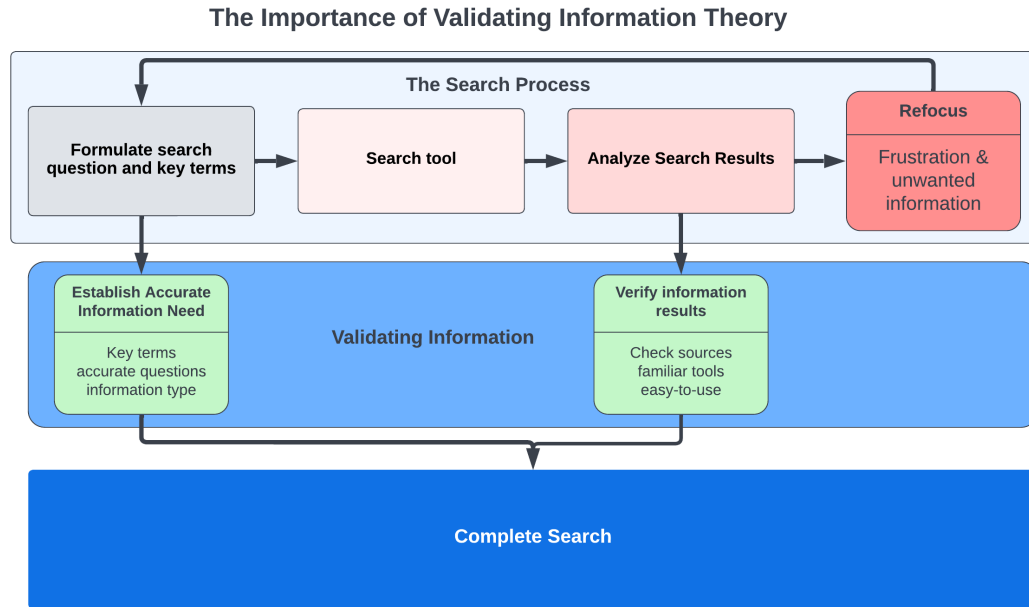 The Importance of Validating Information Theory
The Search Process
Formulate search
question and key terms
Search tool
Analyze Search Results
Refocus
Frustration &
unwanted
information
Establish Accurate
Information Need
Key terms
accurate questions
information type
Validating Information
Verify information
results
Check sources
familiar tools
easy-to-use
Complete Search